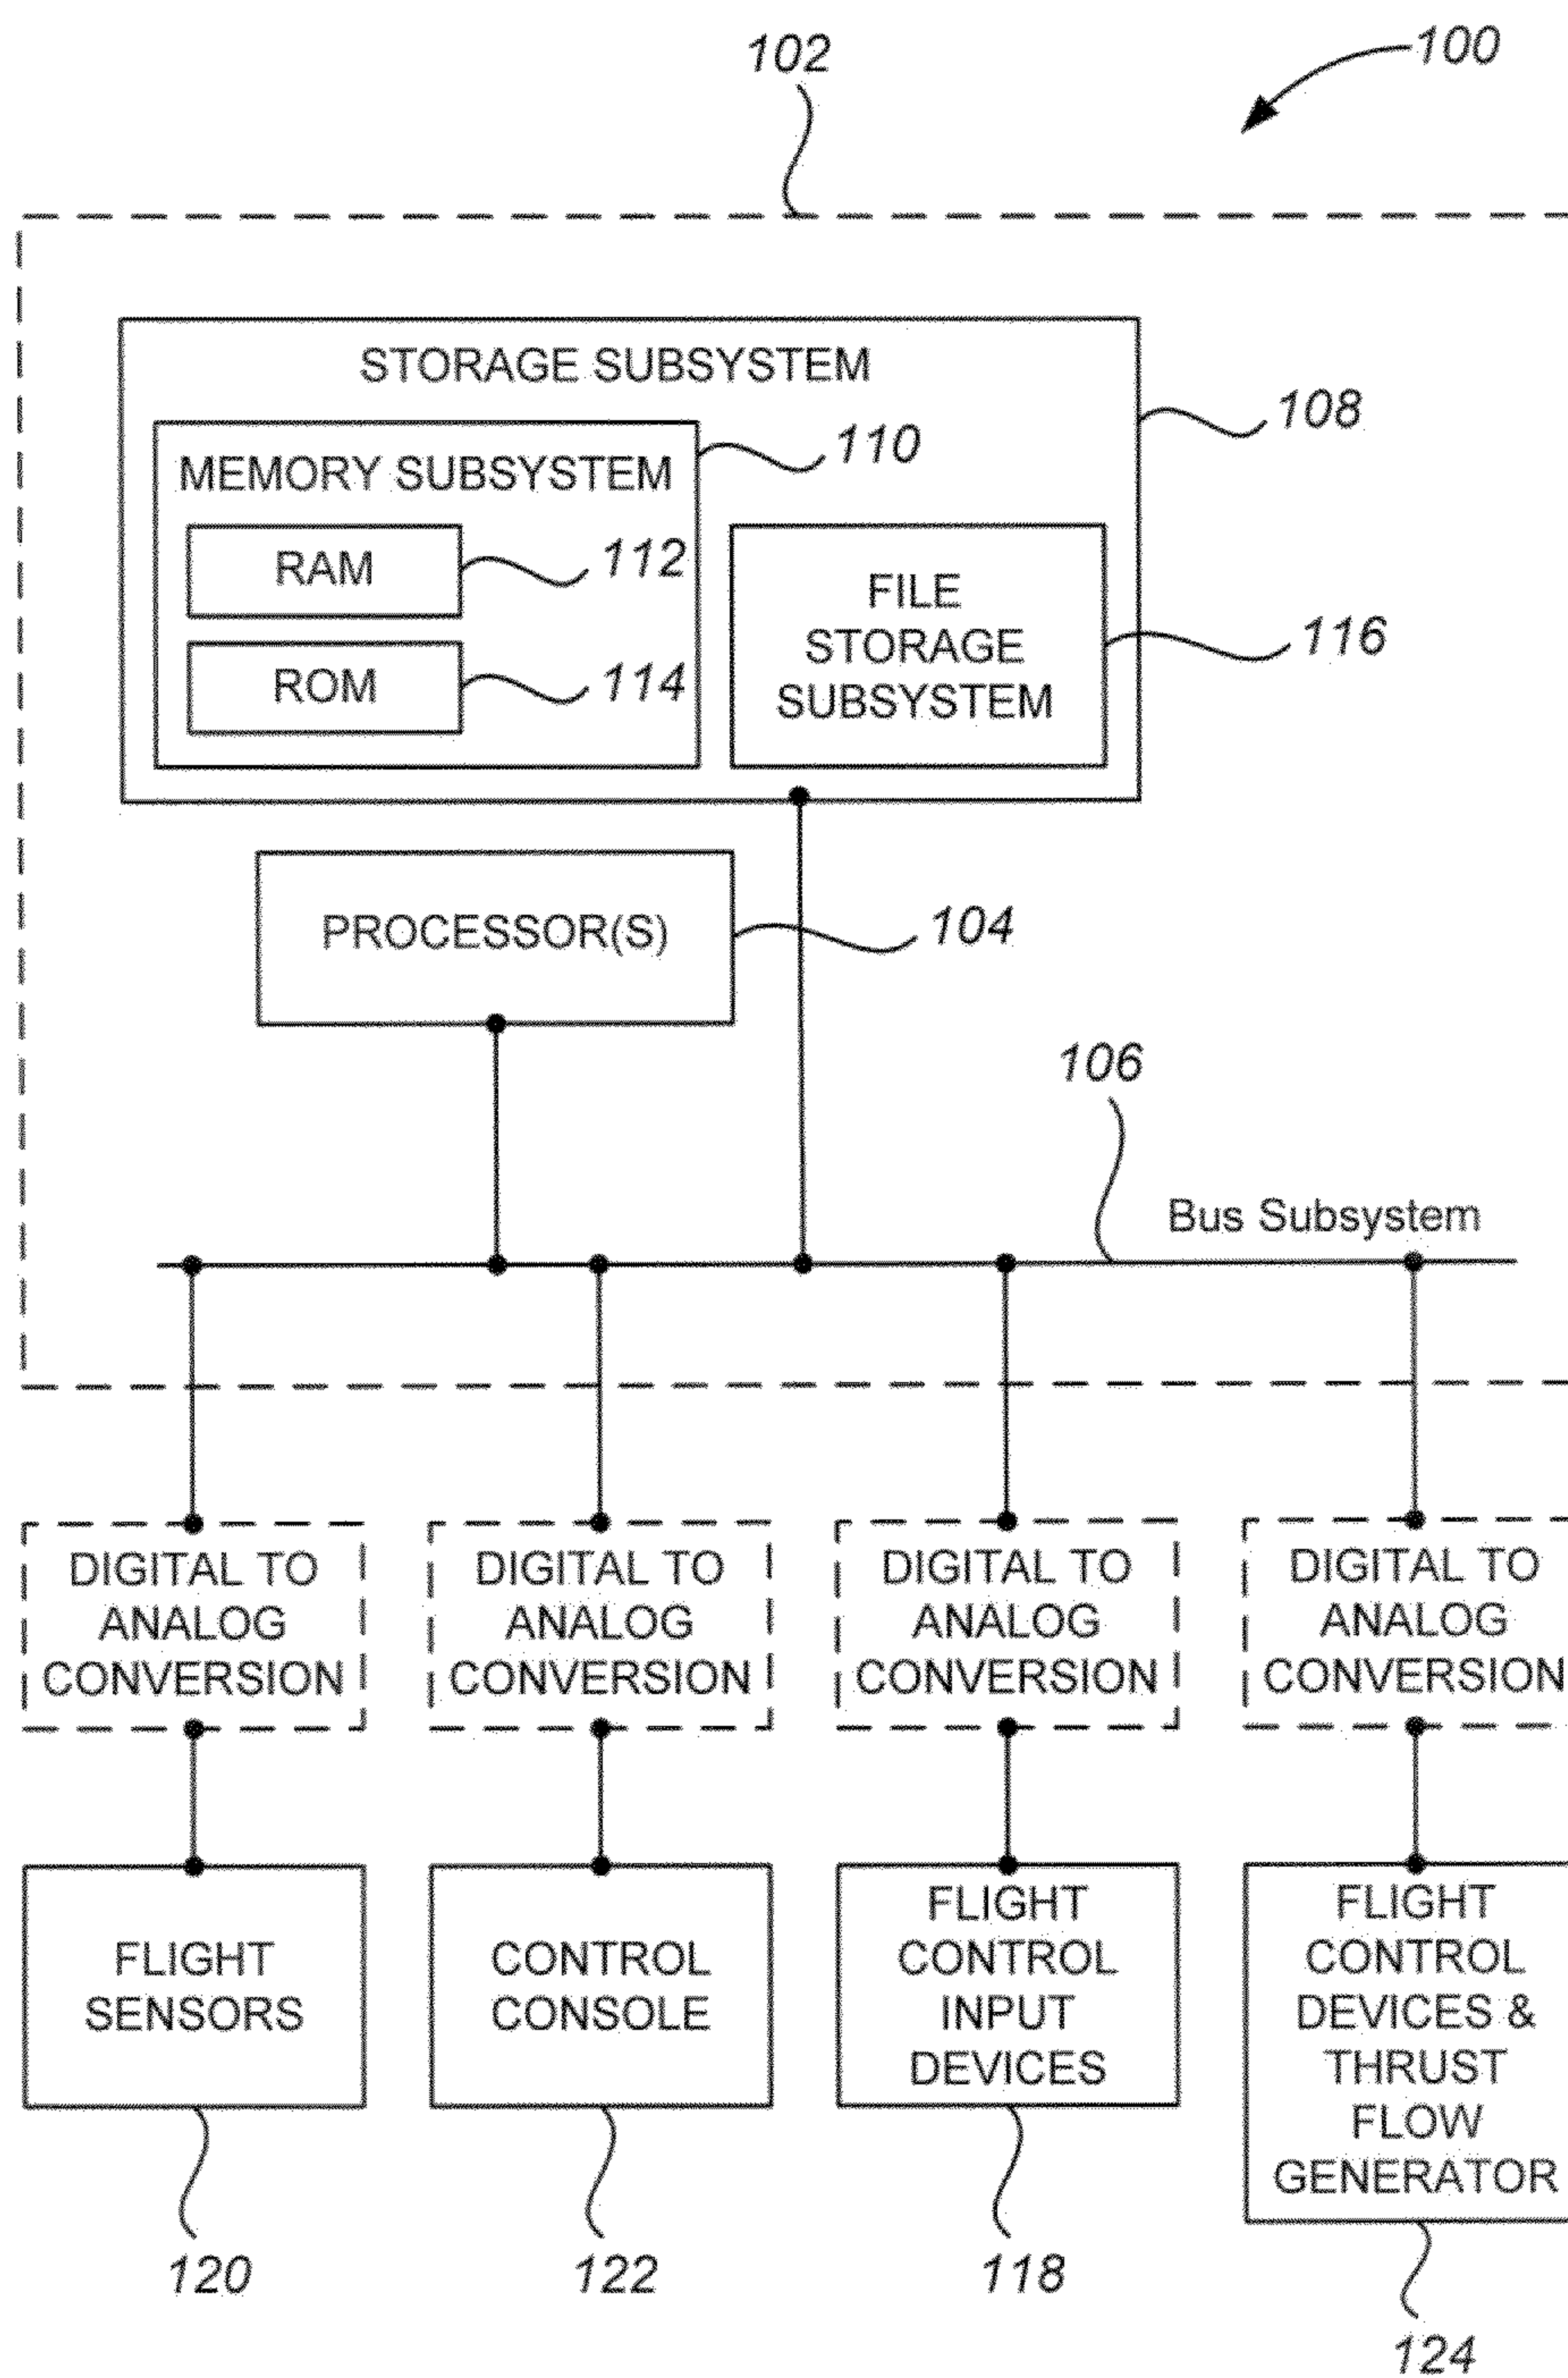 102
100
STORAGE SUBSYSTEM
108
MEMORY SUBSYSTEM
110
RAM
112
ROM
114
FILE
STORAGE
SUBSYSTEM
116
PROCESSOR(S)
104
106
Bus Subsystem
DIGITAL TO
ANALOG
CONVERSION
DIGITAL TO
ANALOG
CONVERSION
DIGITAL TO
ANALOG
CONVERSION
DIGITAL TO
ANALOG
CONVERSION
FLIGHT
SENSORS
CONTROL
CONSOLE
FLIGHT
CONTROL
INPUT
DEVICES
FLIGHT
CONTROL
DEVICES &
THRUST
FLOW
GENERATOR
120
122
118
124